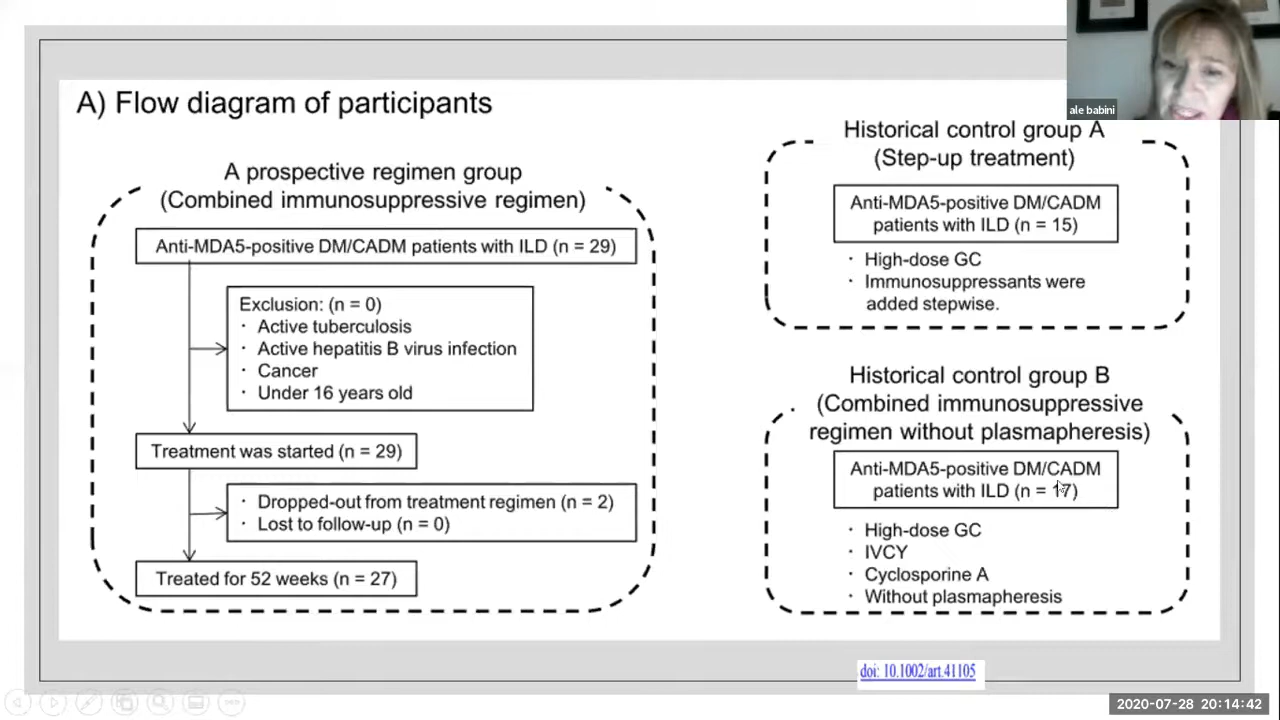 ale babini
A) Flow diagram of participants
A prospective regimen group
(Combined immunosuppressive regimen)
Anti-MDA5-positive DM/CADM patients with ILD (n = 29)
Exclusion: (n = 0)
· Active tuberculosis
· Active hepatitis B virus infection
· Cancer
· Under 16 years old
Treatment was started (n = 29)
· Dropped-out from treatment regimen (n = 2)
· Lost to follow-up (n = 0)
Treated for 52 weeks (n = 27)
Historical control group A
(Step-up treatment)
Anti-MDA5-positive DM/CADM
patients with ILD (n = 15)
· High-dose GC
· Immunosuppressants were
added stepwise.
Historical control group B
(Combined immunosuppressive
regimen without plasmapheresis)
Anti-MDA5-positive DM/CADM
patients with ILD (n = 17)
· High-dose GC
· IVCY
· Cyclosporine A
· Without plasmapheresis
doi: 10.1002/art.41105
2020-07-28 20:14:42